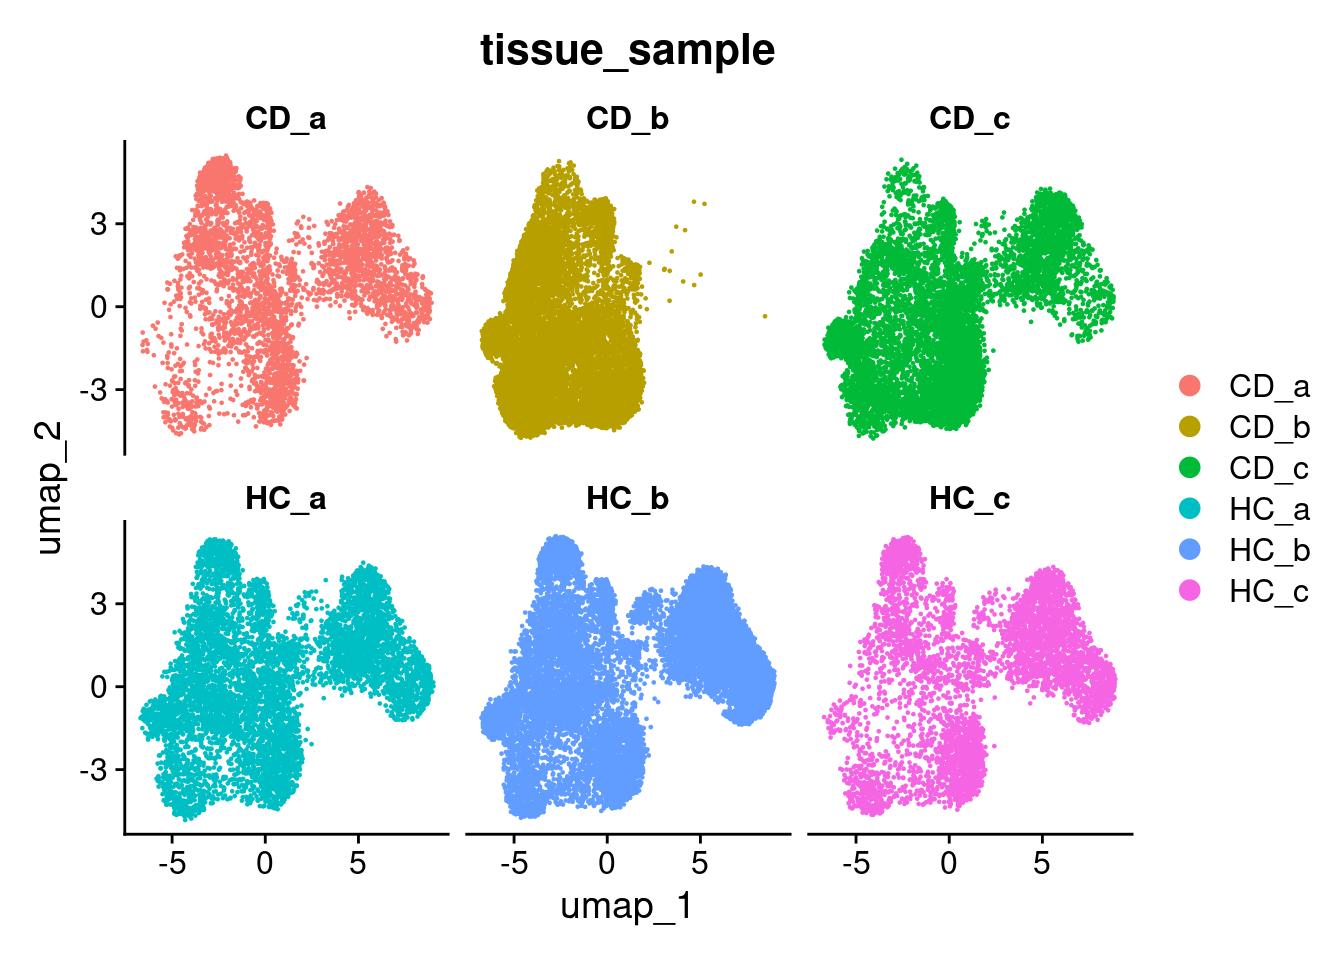 tissue_sample
CD_a CD_b CD_c
3
0
-3
HC_a HC_b HC_c
3
0
-3
-5 0 5 -5 0 5 -5 0 5
umap_1
umap_2
CD_a
CD_b
CD_c
HC_a
HC_b
HC_c